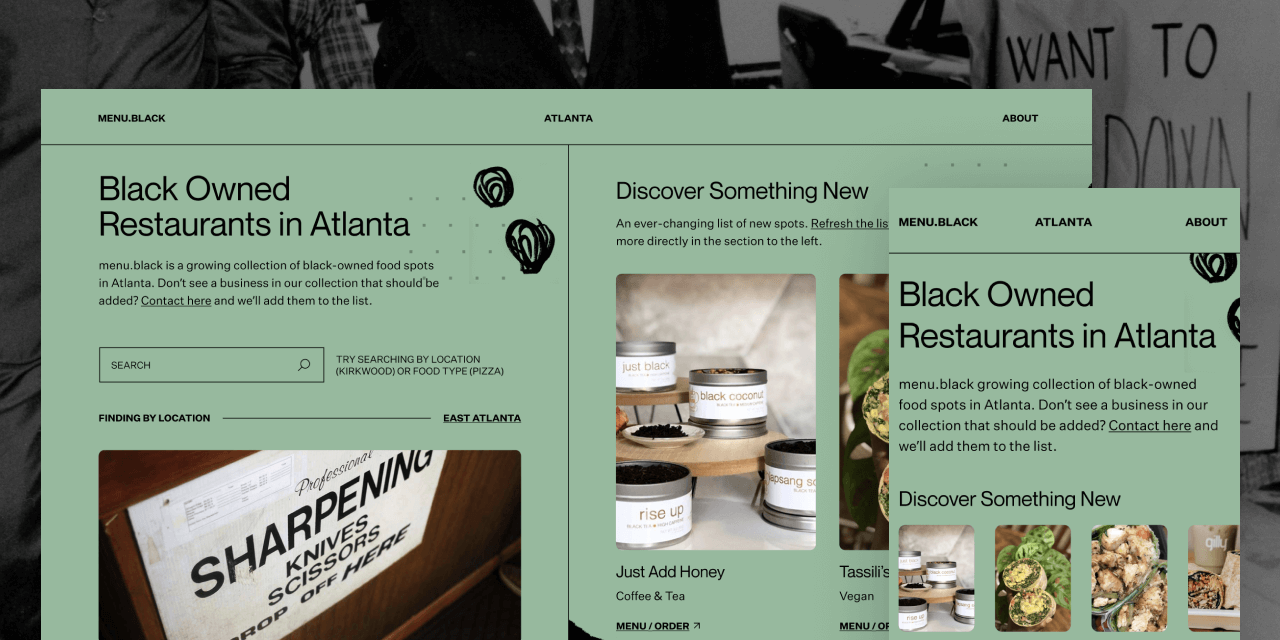 WANT TO
DOWN
MENU.BLACK
ATLANTA
ABOUT
Black Owned
Restaurants in Atlanta
menu.black is a growing collection of black-owned food spots
in Atlanta. Don’t see a business in our collection that should be
added? Contact here and we’ll add them to the list.
SEARCH
TRY SEARCHING BY LOCATION
(KIRKWOOD) OR FOOD TYPE (PIZZA)
FINDING BY LOCATION
EAST ATLANTA
Professional
SHARPENING
KNIVES
SCISSORS
DROP OFF HERE
Discover Something New
An ever-changing list of new spots. Refresh the lis
more directly in the section to the left.
just black
black coconut
rise up
BLACK TEA
Just Add Honey
Coffee & Tea
MENU / ORDER
Tassili's
Vegan
MENU / OR
MENU.BLACK
ATLANTA
ABOUT
Black Owned
Restaurants in Atlanta
menu.black growing collection of black-owned
food spots in Atlanta. Don’t see a business in our
collection that should be added? Contact here and
we’ll add them to the list.
Discover Something New
gilly